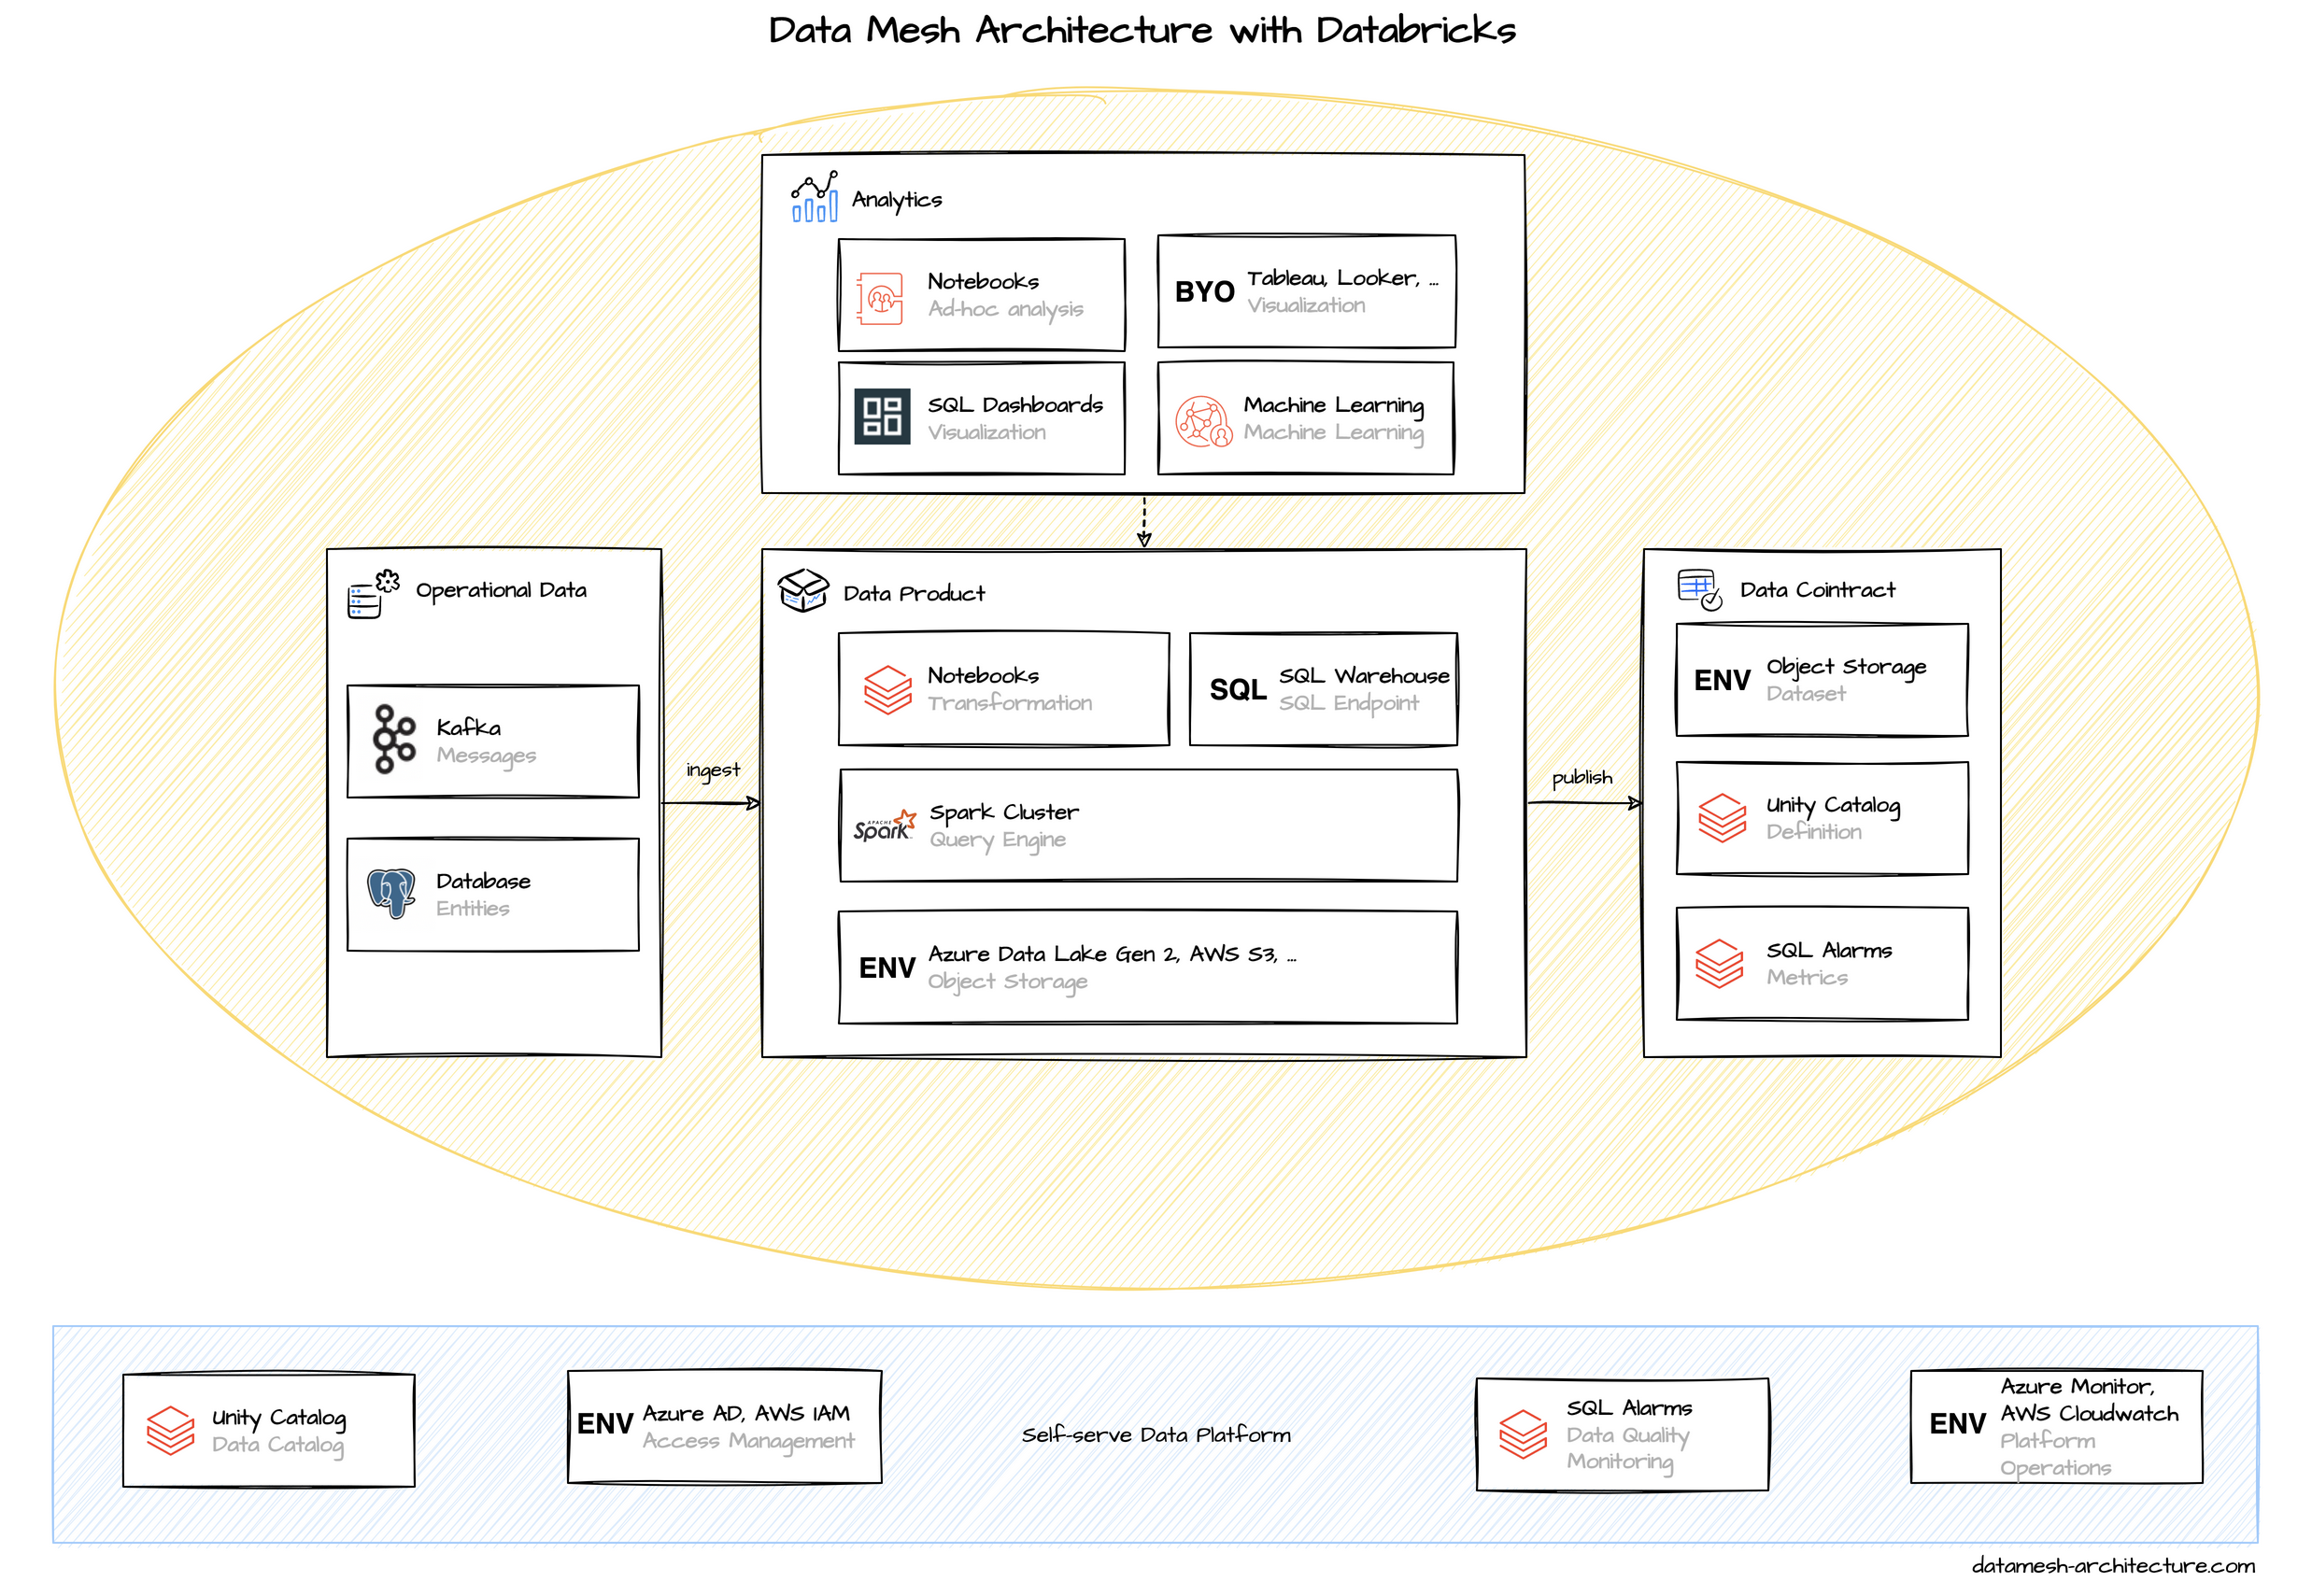 Data Mesh Architecture with Databricks
Analytics
Notebooks
Ad-hoc analysis
BYO
Tableau, Looker, ...
Visualization
SQL Dashboards
Visualization
Machine Learning
Machine Learning
Operational Data
Kafka
Messages
Database
Entities
ingest
Data Product
Notebooks
Transformation
SQL
SQL Warehouse
SQL Endpoint
APACHE
Spark
Spark Cluster
Query Engine
ENV
Azure Data Lake Gen 2, AWS S3, ...
Object Storage
publish
Data Cointract
ENV
Object Storage
Dataset
Unity Catalog
Definition
SQL Alarms
Metrics
Unity Catalog
Data Catalog
ENV
Azure AD, AWS IAM
Access Management
Self-serve Data Platform
SQL Alarms
Data Quality
Monitoring
ENV
Azure Monitor,
AWS Cloudwatch
Platform
Operations
datamesh-architecture.com